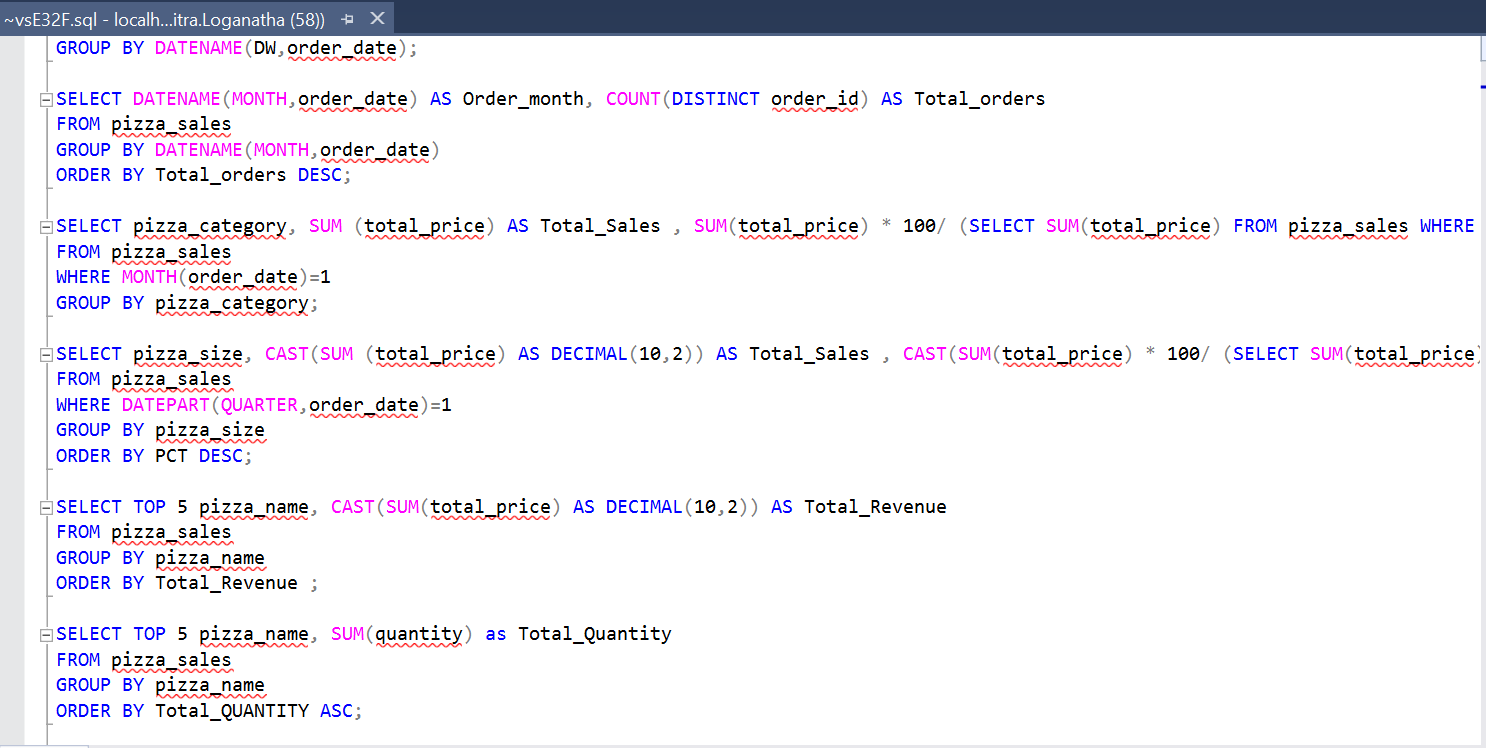 ~vsE32F.sql - localh...itra.Loganatha (58))
GROUP BY DATENAME(DW,order_date);
SELECT DATENAME(MONTH,order_date) AS Order_month, COUNT(DISTINCT order_id) AS Total_orders
FROM pizza_sales
GROUP BY DATENAME(MONTH,order_date)
ORDER BY Total_orders DESC;
SELECT pizza_category, SUM (total_price) AS Total_Sales , SUM(total_price) * 100/ (SELECT SUM(total_price) FROM pizza_sales WHERE
FROM pizza_sales
WHERE MONTH(order_date)=1
GROUP BY pizza_category;
SELECT pizza_size, CAST(SUM (total_price) AS DECIMAL(10,2)) AS Total_Sales , CAST(SUM(total_price) * 100/ (SELECT SUM(total_price)
FROM pizza_sales
WHERE DATEPART(QUARTER,order_date)=1
GROUP BY pizza_size
ORDER BY PCT DESC;
SELECT TOP 5 pizza_name, CAST(SUM(total_price) AS DECIMAL(10,2)) AS Total_Revenue
FROM pizza_sales
GROUP BY pizza_name
ORDER BY Total_Revenue ;
SELECT TOP 5 pizza_name, SUM(quantity) as Total_Quantity
FROM pizza_sales
GROUP BY pizza_name
ORDER BY Total_QUANTITY ASC;